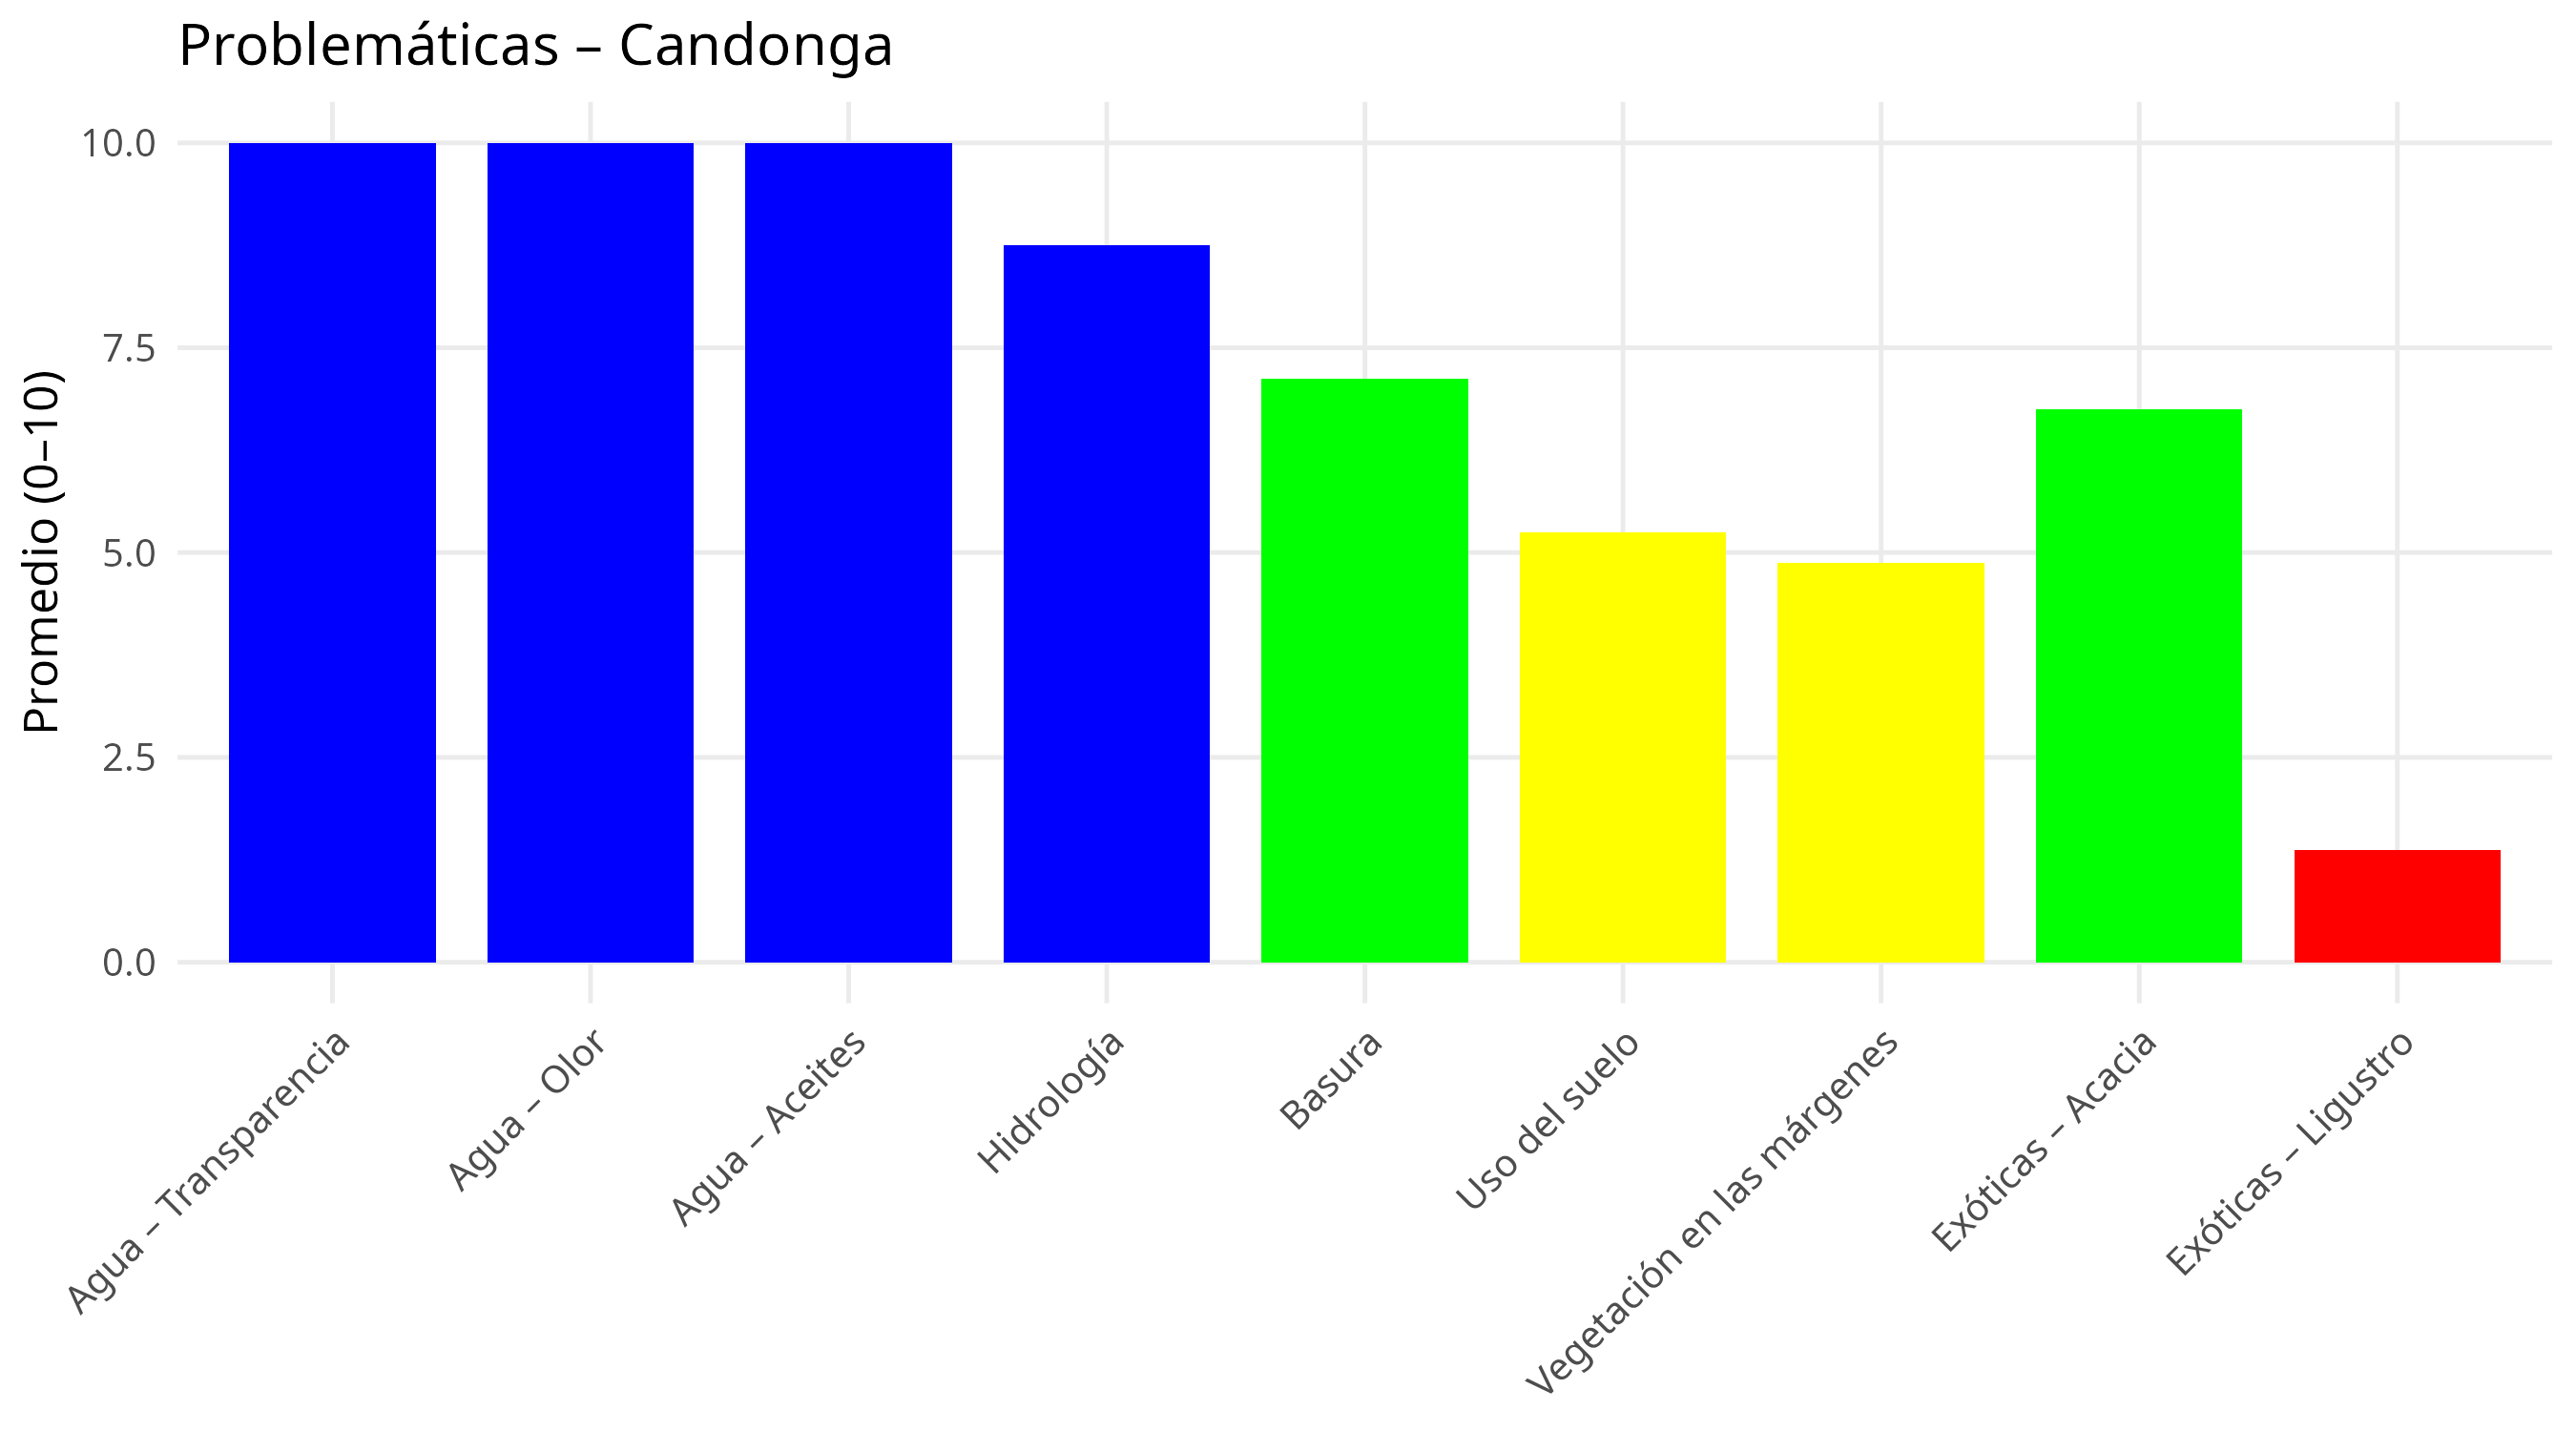 Problemáticas – Candonga
Promedio (0–10)
10.0
7.5
5.0
2.5
0.0
Agua – Transparencia
Agua – Olor
Agua – Aceites
Hidrología
Basura
Uso del suelo
Vegetación en las márgenes
Exóticas – Acacia
Exóticas – Ligustro